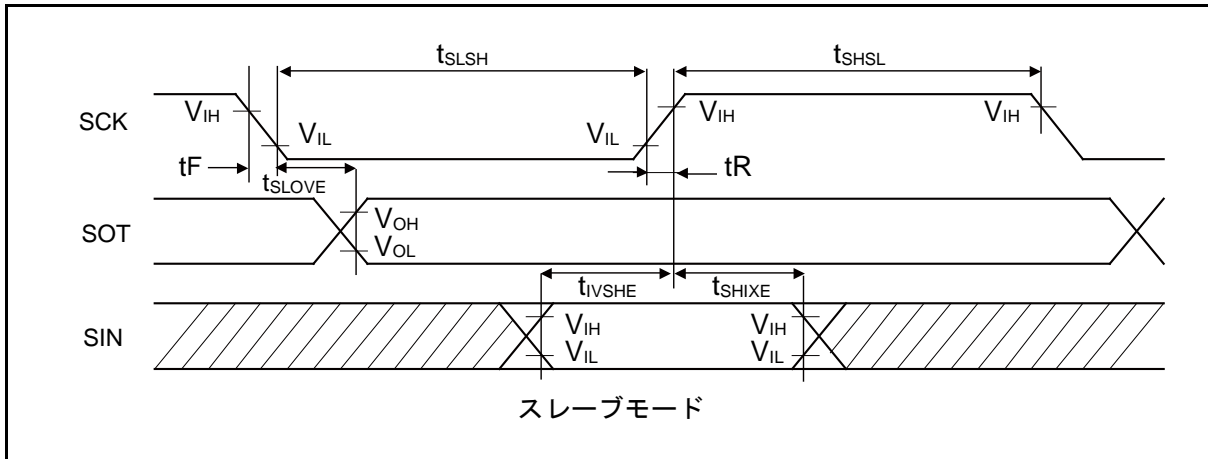 tSLSH
tSHSL
SCK
VIH
VIL
VIL
VIH
VIH
tF
tSLOVE
tR
SOT
VOH
VOL
tIVSHE
tSHIXE
SIN
VIH
VIL
VIH
VIL
スレーブモード